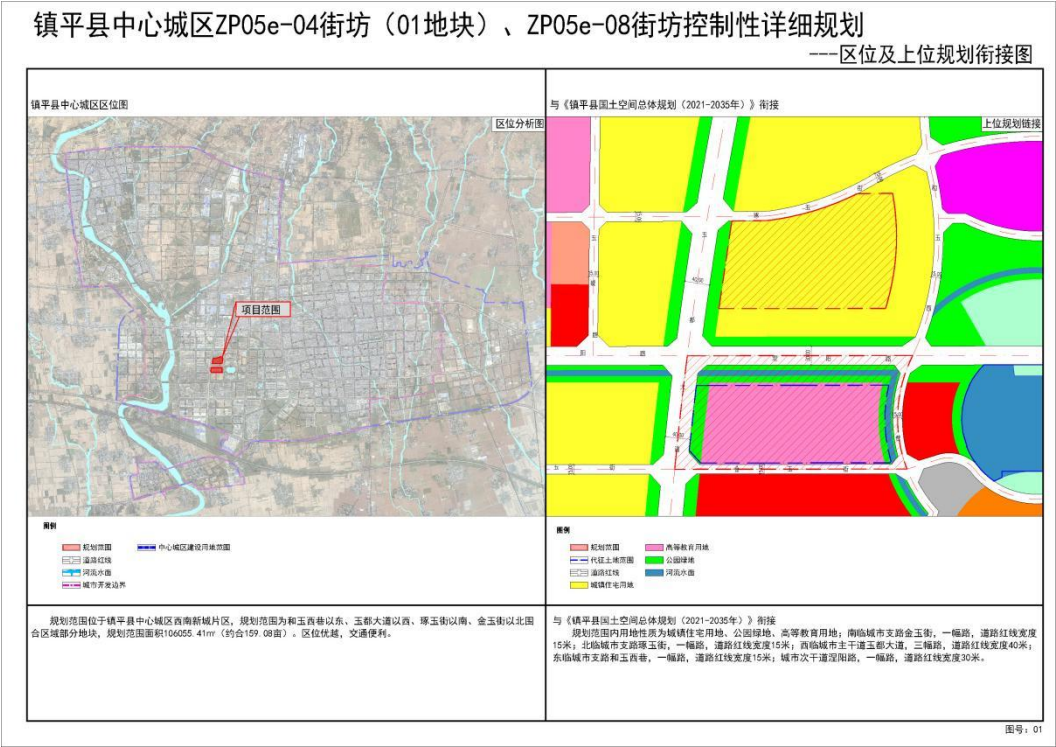 镇平县中心城区ZP05e-04街坊（01地块）、ZP05e-08街坊控制性详细规划
---区位及上位规划衔接图
镇平县中心城区区位图
区位分析图
项目范围
图例
规划范围
中心城区建设用地范围
道路红线
河流水面
城市开发边界
规划范围位于镇平县中心城区西南新城片区，规划范围为和玉西巷以东、玉都大道以西、琢玉街以南、金玉街以北围
合区域部分地块，规划范围面积106055.41㎡（约合159.08亩）。区位优越，交通便利。
与《镇平县国土空间总体规划（2021-2035年）》衔接
上位规划链接
图例
规划范围
高等教育用地
代征土地范围
公园绿地
道路红线
河流水面
城镇住宅用地
与《镇平县国土空间总体规划（2021-2035年）》衔接
规划范围内用地性质为城镇住宅用地、公园绿地、高等教育用地；南临城市支路金玉街，一幅路，道路红线宽度
15米；北临城市支路琢玉街，一幅路，道路红线宽度15米；西临城市主干道玉都大道，三幅路，道路红线宽度40米；
东临城市支路和玉西巷，一幅路，道路红线宽度15米；城市次干道涅阳路，一幅路，道路红线宽度30米。
图号：01